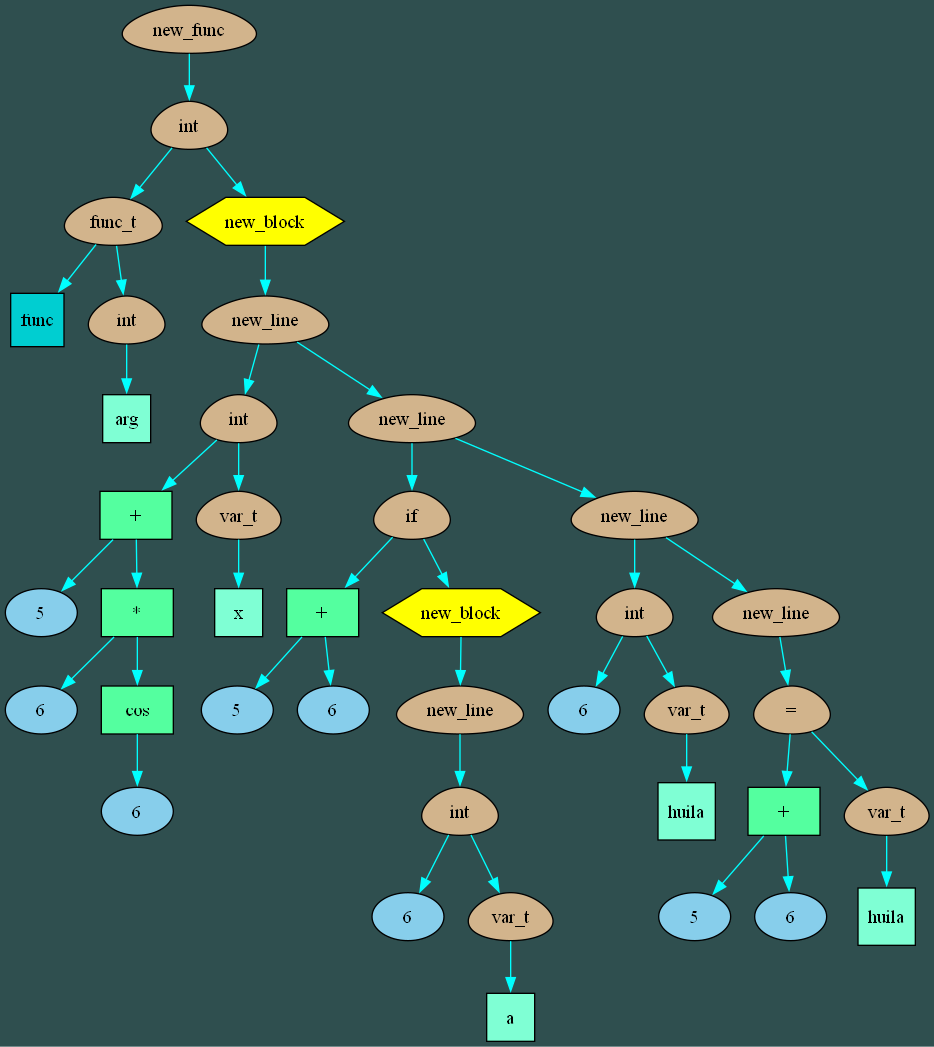 new_func
int
func_t new_block
func int new_line
arg int new_line
+ var_t if new_line
5 * x + new_block int new_line
6 cos 5 6 new_line 6 var_t =
6 int huila + var_t
6 var_t 5 6 huila
a